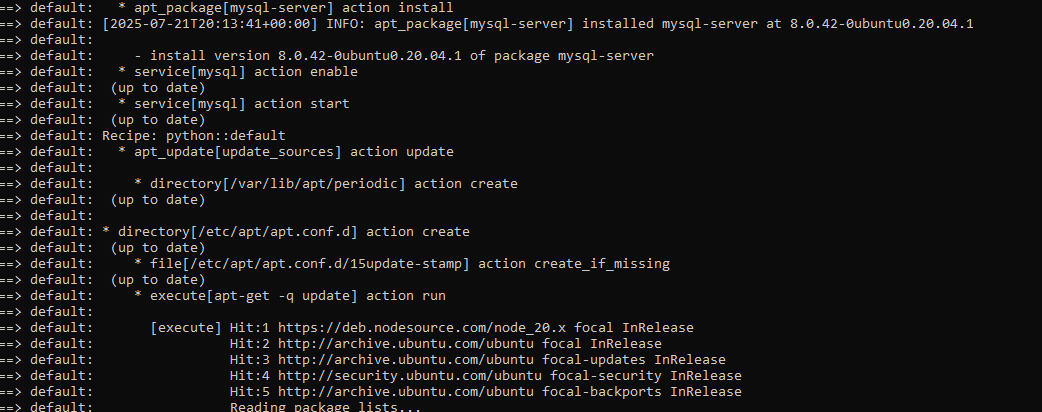 ==> default:   * apt_package[mysql-server] action install
==> default: [2025-07-21T20:13:41+00:00] INFO: apt_package[mysql-server] installed mysql-server at 8.0.42-0ubuntu0.20.04.1
==> default:
==> default:     - install version 8.0.42-0ubuntu0.20.04.1 of package mysql-server
==> default:   * service[mysql] action enable
==> default:  (up to date)
==> default:   * service[mysql] action start
==> default:  (up to date)
==> default: Recipe: python::default
==> default:   * apt_update[update_sources] action update
==> default:
==> default:     * directory[/var/lib/apt/periodic] action create
==> default:  (up to date)
==> default:
==> default: * directory[/etc/apt/apt.conf.d] action create
==> default:  (up to date)
==> default:     * file[/etc/apt/apt.conf.d/15update-stamp] action create_if_missing
==> default:  (up to date)
==> default:     * execute[apt-get -q update] action run
==> default:
==> default:       [execute] Hit:1 https://deb.nodesource.com/node_20.x focal InRelease
==> default:                 Hit:2 http://archive.ubuntu.com/ubuntu focal InRelease
==> default:                 Hit:3 http://archive.ubuntu.com/ubuntu focal-updates InRelease
==> default:                 Hit:4 http://security.ubuntu.com/ubuntu focal-security InRelease
==> default:                 Hit:5 http://archive.ubuntu.com/ubuntu focal-backports InRelease
==> default:                 Reading package lists...